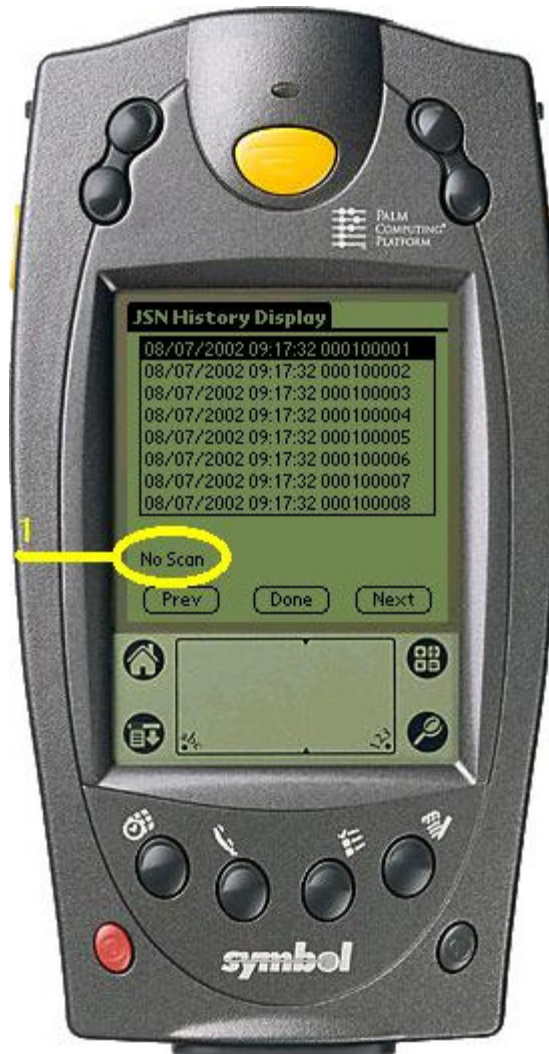 PALM
COMPUTING®
PLATFORM
JSN History Display
08/07/2002 09:17:32 000100001
08/07/2002 09:17:32 000100002
08/07/2002 09:17:32 000100003
08/07/2002 09:17:32 000100004
08/07/2002 09:17:32 000100005
08/07/2002 09:17:32 000100006
08/07/2002 09:17:32 000100007
08/07/2002 09:17:32 000100008
1
No Scan
Prev Done Next
abc 123
symbol